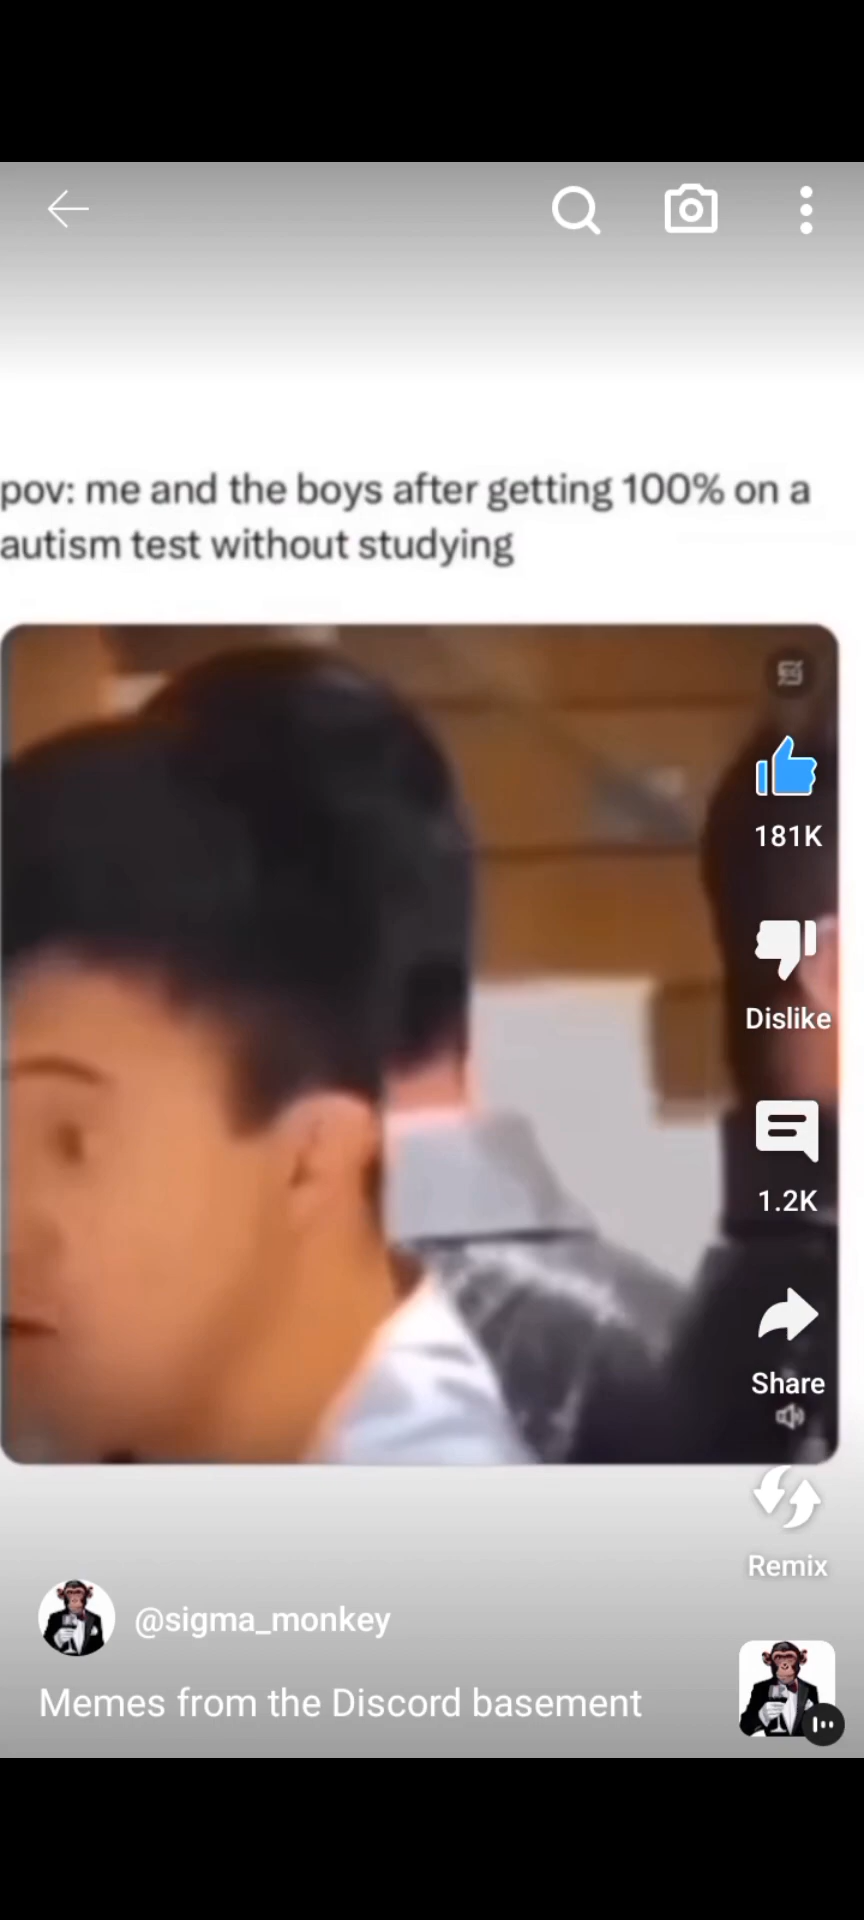 pov: me and the boys after getting 100% on a
autism test without studying
181K
Dislike
1.2K
Share
Remix
@sigma_monkey
Memes from the Discord basement